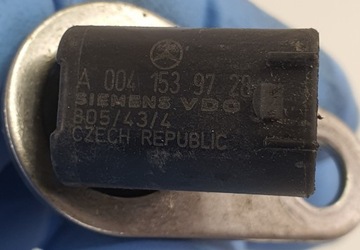 A 004 153 97 28
SIEMENS VDO
805/43/4
CZECH REPUBLIC